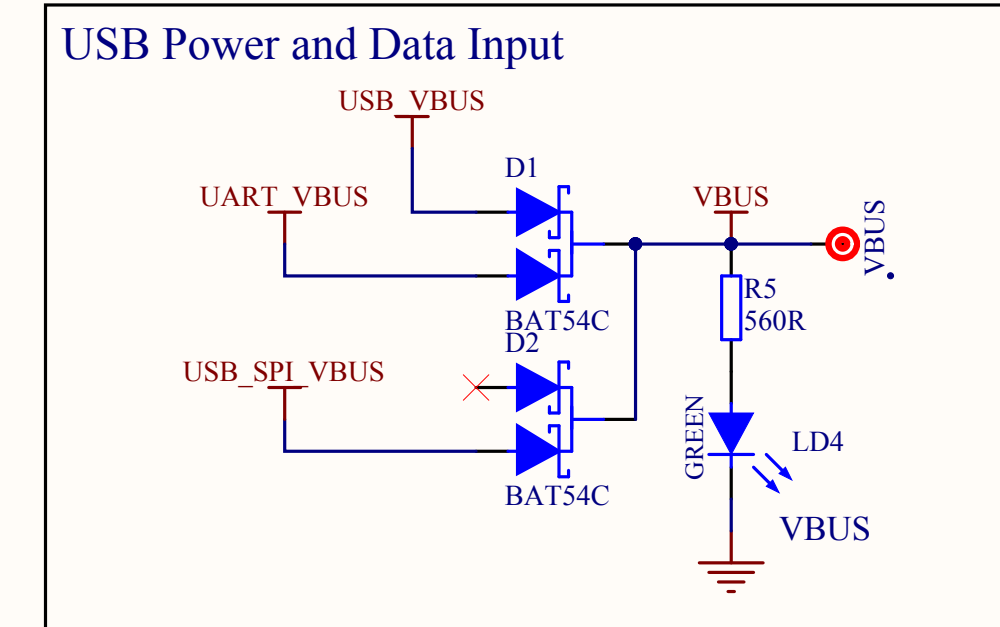 USB Power and Data Input
USB_VBUS
D1
UART_VBUS
VBUS
VBUS
R5
560R
BAT54C
D2
USB_SPI_VBUS
GREEN
LD4
BAT54C
VBUS